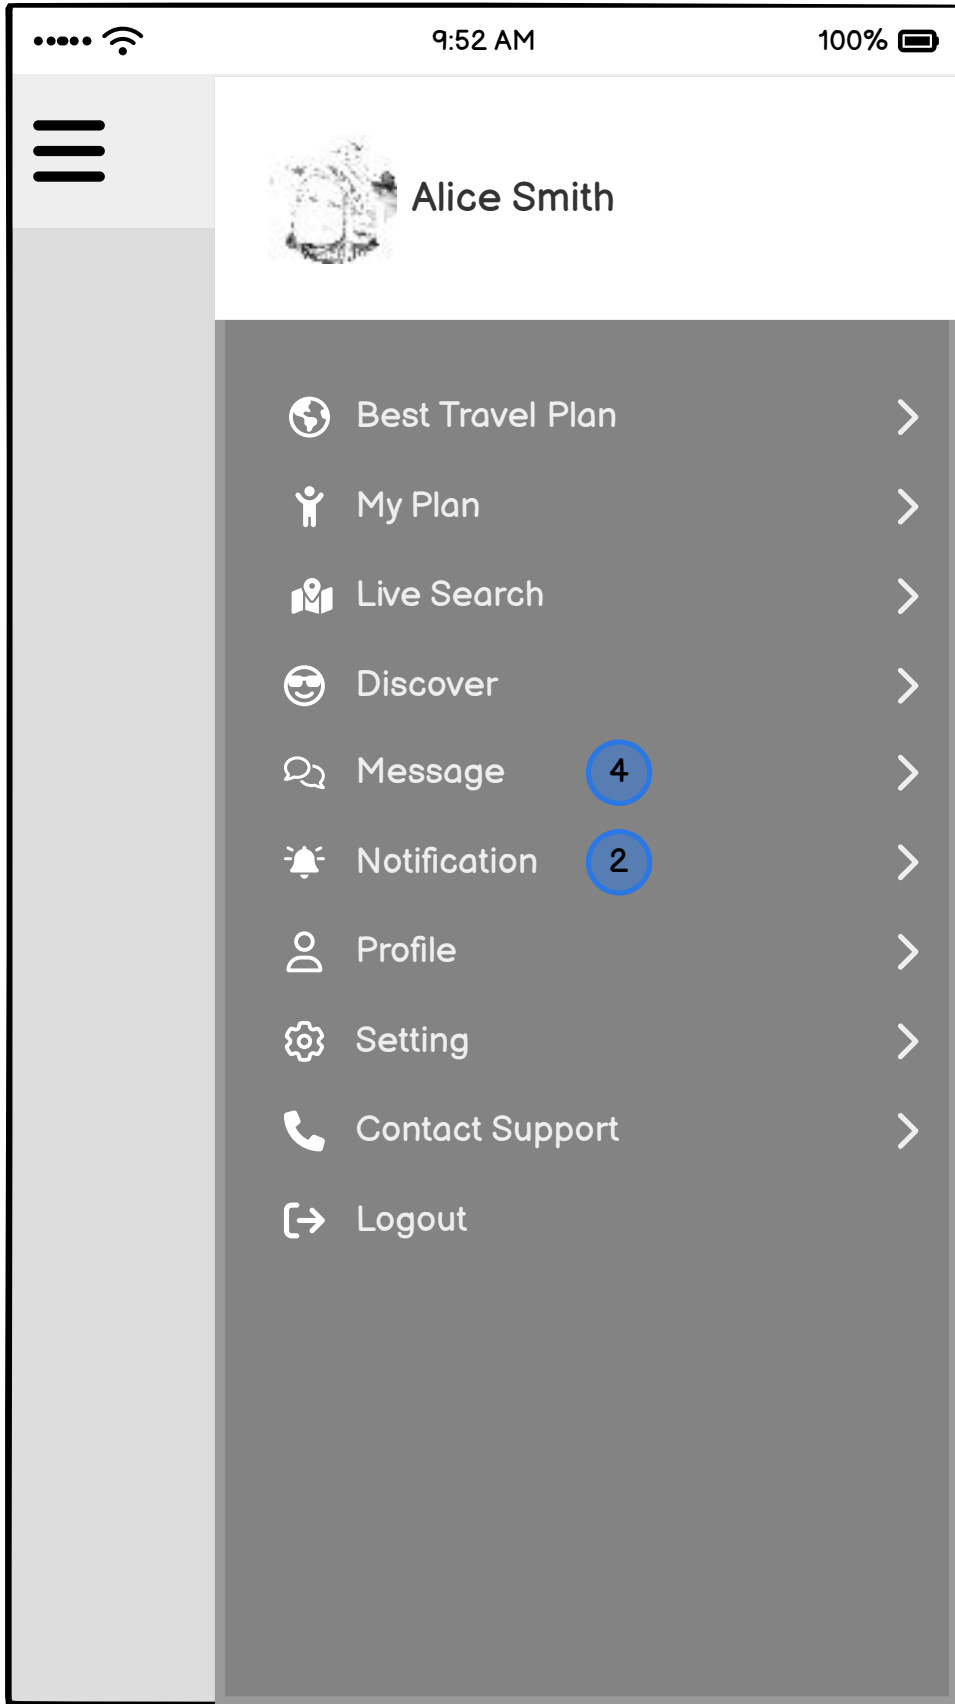 9:52 AM
100%
Alice Smith
Best Travel Plan
My Plan
Live Search
Discover
Message 4
Notification 2
Profile
Setting
Contact Support
Logout